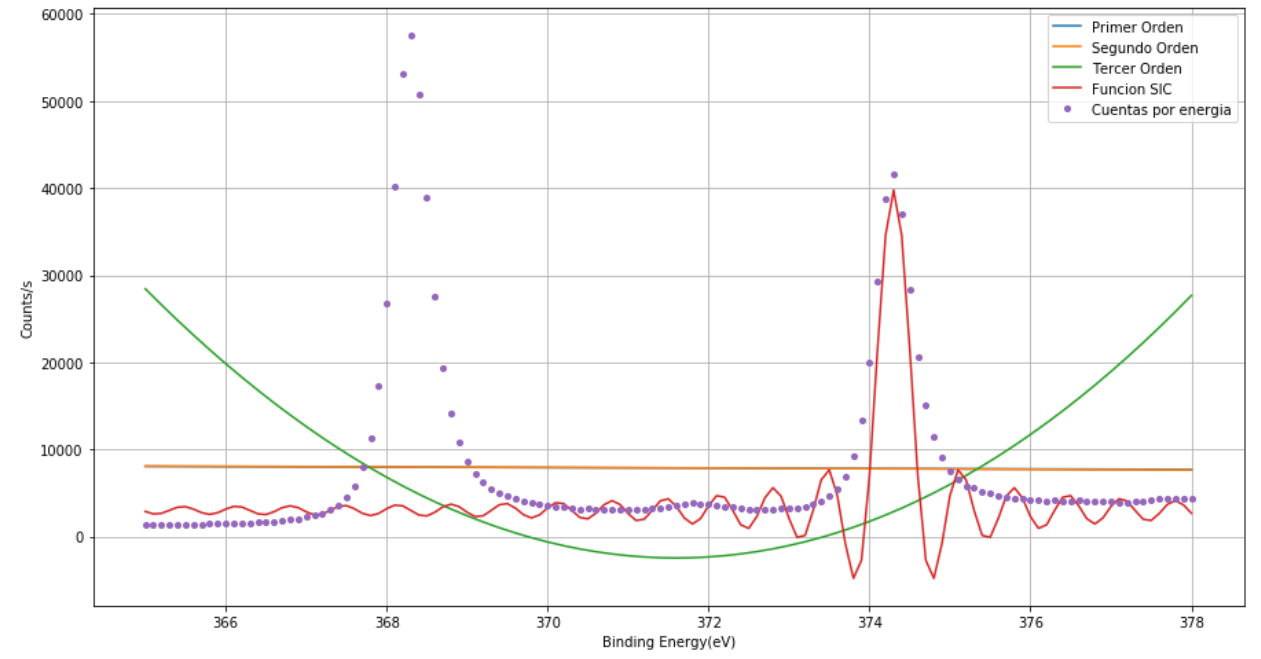 60000
50000
40000
30000
20000
10000
0
Counts/s
Primer Orden
Segundo Orden
Tercer Orden
Funcion SIC
Cuentas por energia
366 368 370 372 374 376 378
Binding Energy(eV)